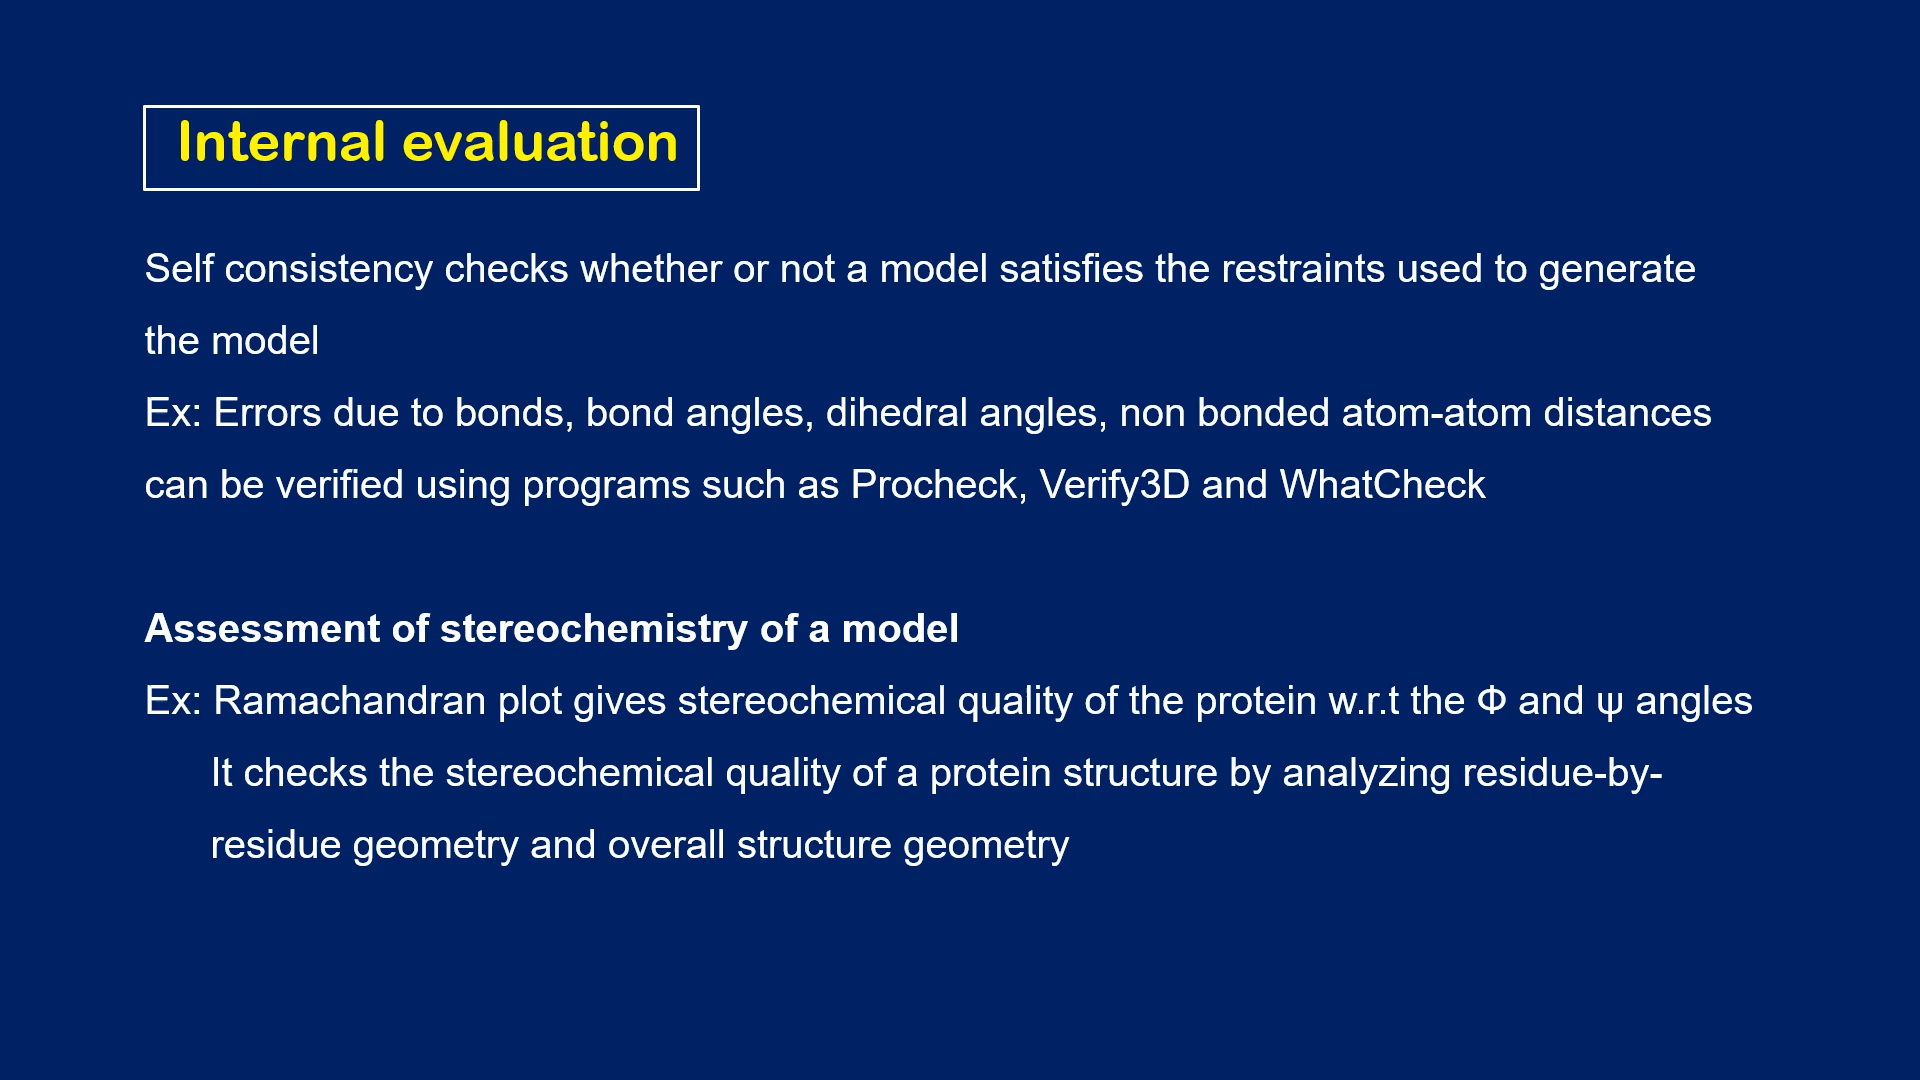 Internal evaluation
Self consistency checks whether or not a model satisfies the restraints used to generate
the model
Ex: Errors due to bonds, bond angles, dihedral angles, non bonded atom-atom distances
can be verified using programs such as Procheck, Verify3D and WhatCheck
Assessment of stereochemistry of a model
Ex: Ramachandran plot gives stereochemical quality of the protein w.r.t the Φ and ψ angles
It checks the stereochemical quality of a protein structure by analyzing residue-by-
residue geometry and overall structure geometry